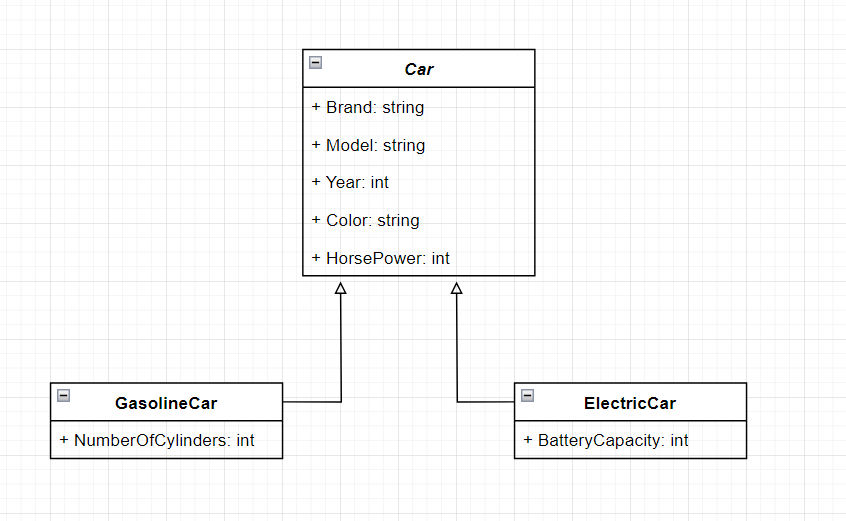 Car
+ Brand: string
+ Model: string
+ Year: int
+ Color: string
+ HorsePower: int
GasolineCar
+ NumberOfCylinders: int
ElectricCar
+ BatteryCapacity: int